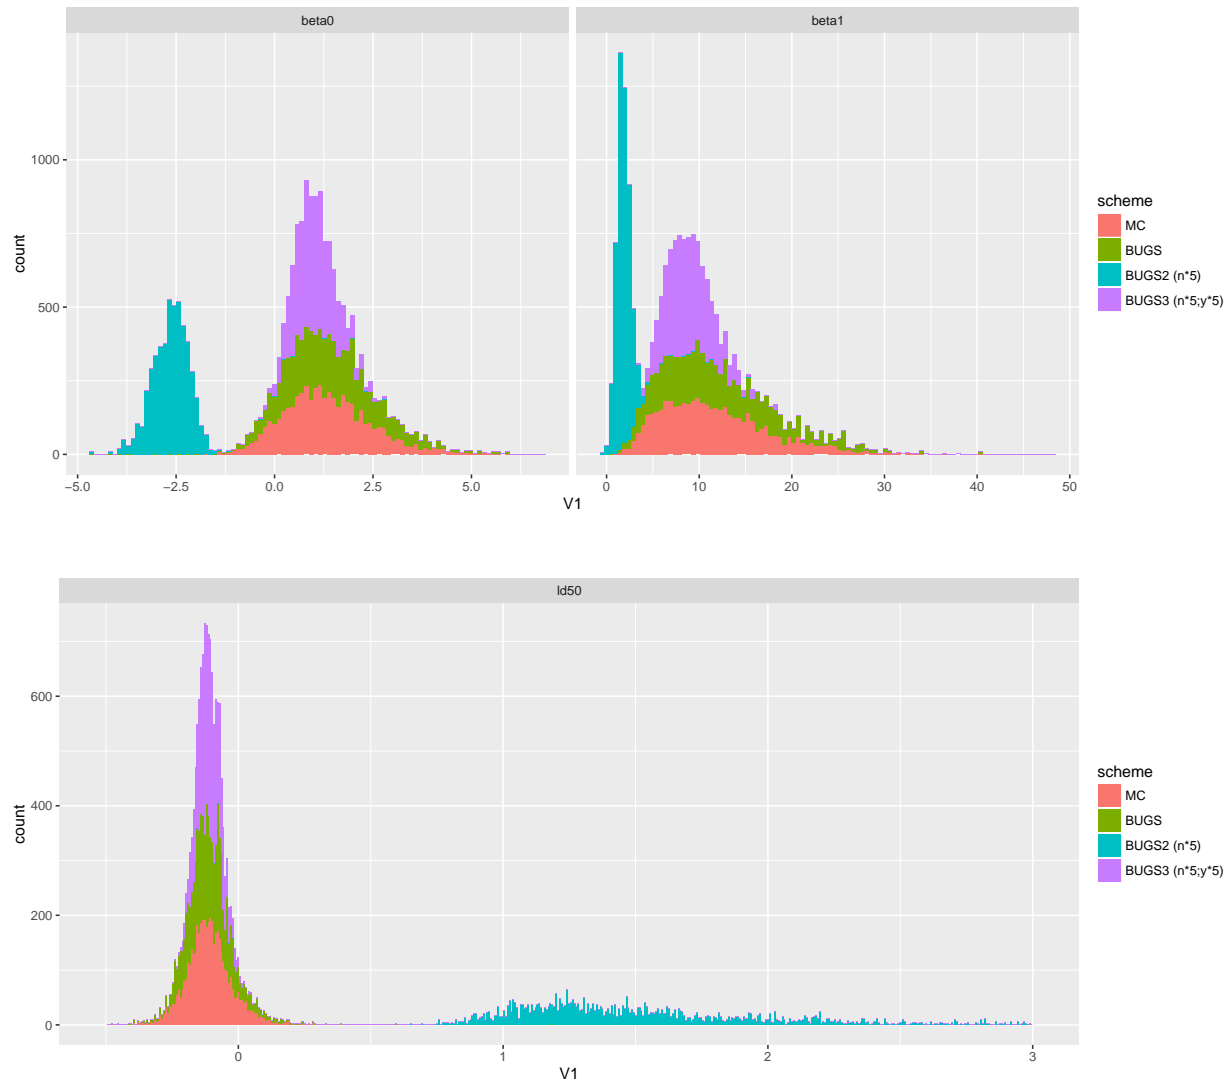 beta0 beta1
count
1000
500
0
−5.0 −2.5 0.0 2.5 5.0 0 10 20 30 40 50
V1
scheme
MC
BUGS
BUGS2 (n*5)
BUGS3 (n*5;y*5)
ld50
count
600
400
200
0
0 1 2 3
V1
scheme
MC
BUGS
BUGS2 (n*5)
BUGS3 (n*5;y*5)